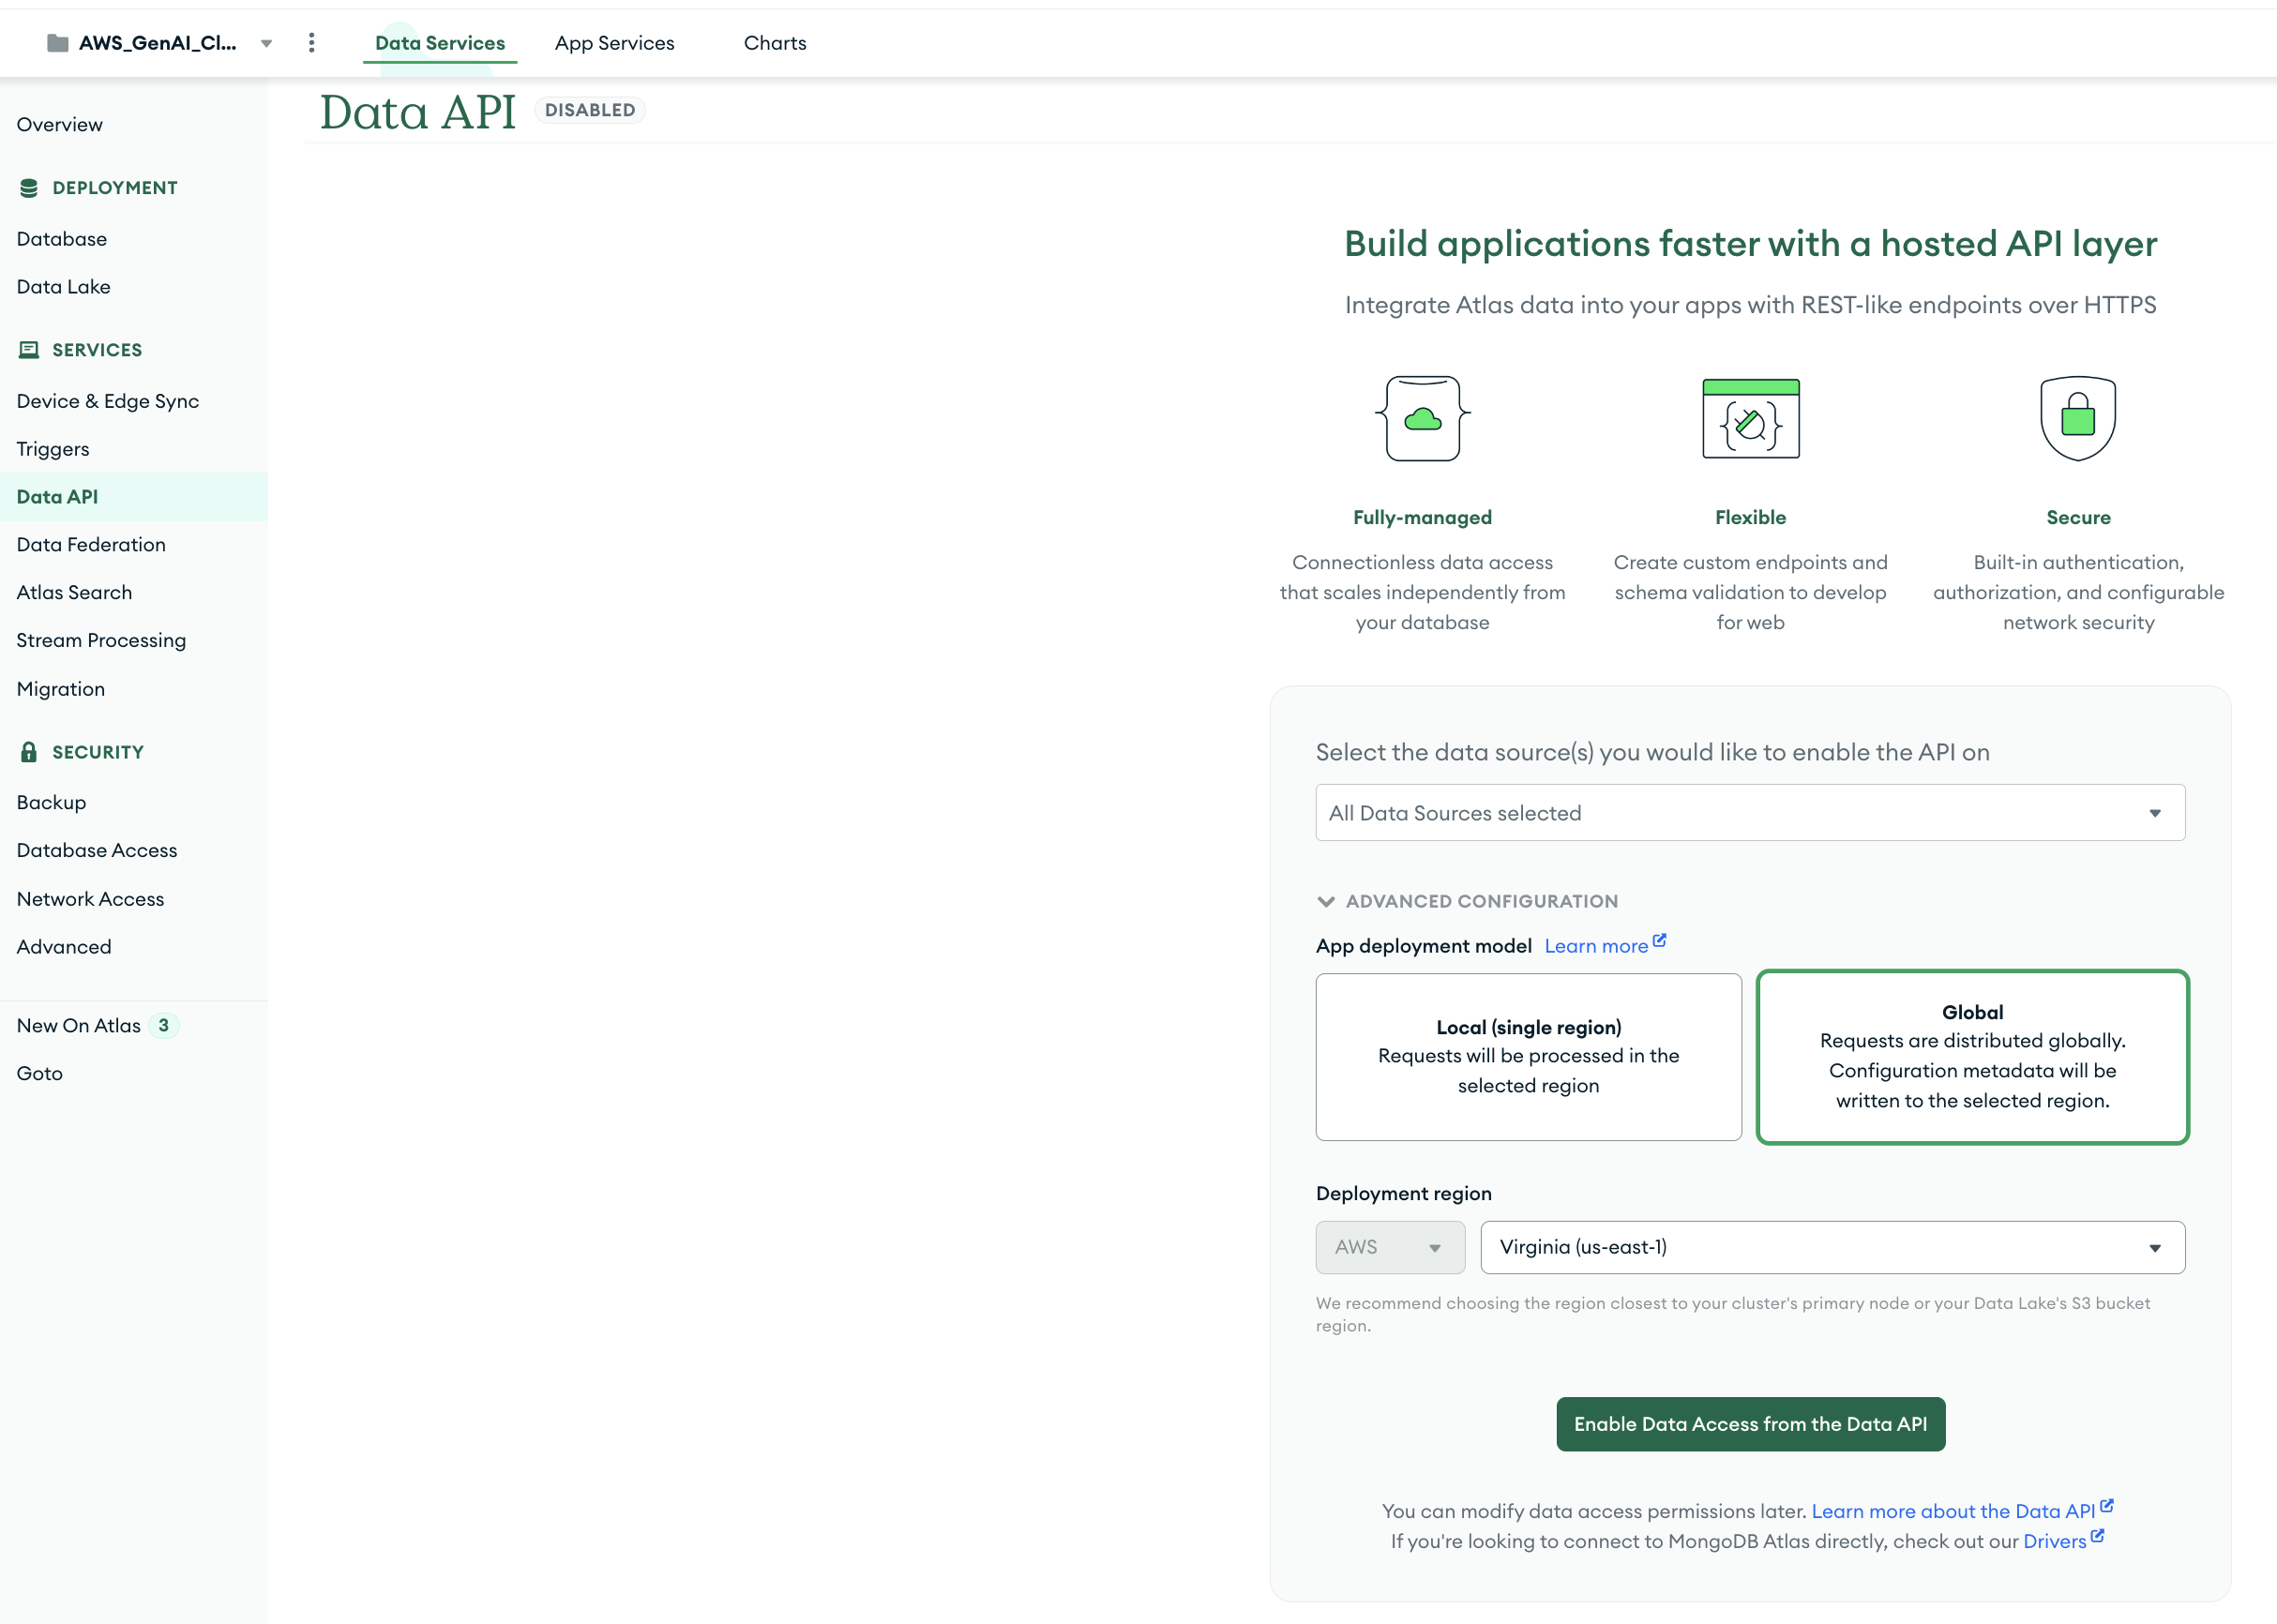 AWS_GenAI_Cl...
Data Services
App Services
Charts
Overview
DEPLOYMENT
Database
Data Lake
SERVICES
Device & Edge Sync
Triggers
Data API
Data Federation
Atlas Search
Stream Processing
Migration
SECURITY
Backup
Database Access
Network Access
Advanced
New On Atlas 3
Goto
Data API DISABLED
Build applications faster with a hosted API layer
Integrate Atlas data into your apps with REST-like endpoints over HTTPS
Fully-managed
Connectionless data access
that scales independently from
your database
Flexible
Create custom endpoints and
schema validation to develop
for web
Secure
Built-in authentication,
authorization, and configurable
network security
Select the data source(s) you would like to enable the API on
All Data Sources selected
ADVANCED CONFIGURATION
App deployment model Learn more
Local (single region)
Requests will be processed in the
selected region
Global
Requests are distributed globally.
Configuration metadata will be
written to the selected region.
Deployment region
AWS
Virginia (us-east-1)
We recommend choosing the region closest to your cluster's primary node or your Data Lake's S3 bucket
region.
Enable Data Access from the Data API
You can modify data access permissions later. Learn more about the Data API
If you're looking to connect to MongoDB Atlas directly, check out our Drivers